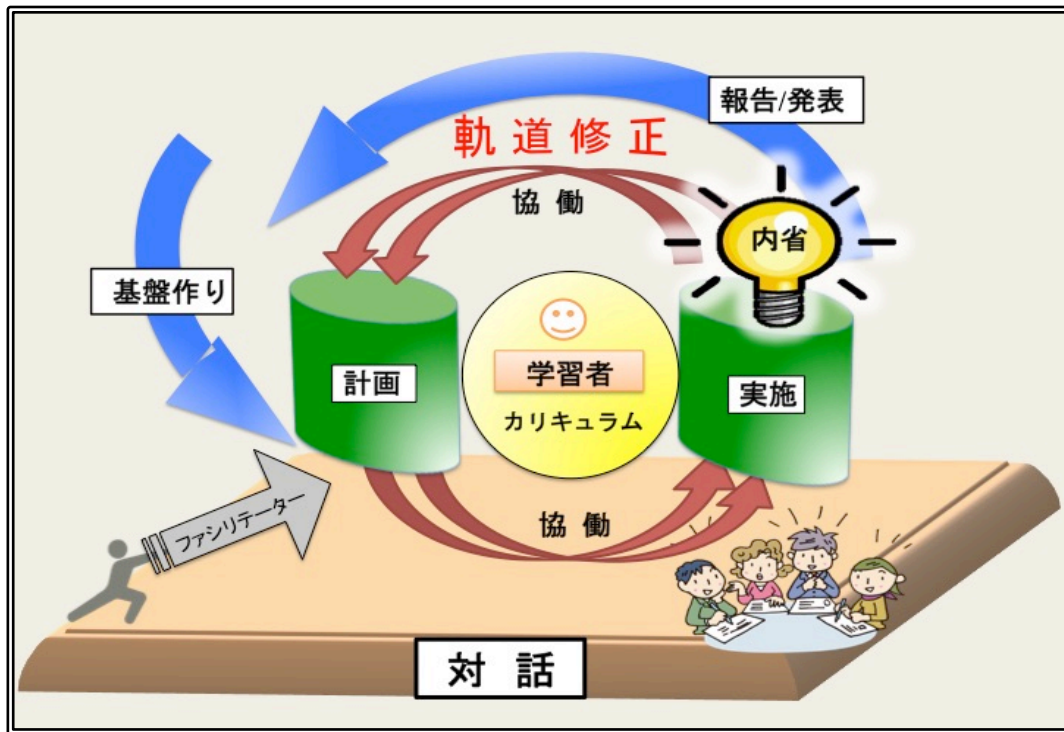 報告/発表
軌道修正
協働
内省
基盤作り
計画
学習者
カリキュラム
実施
ファシリテーター
協働
対話